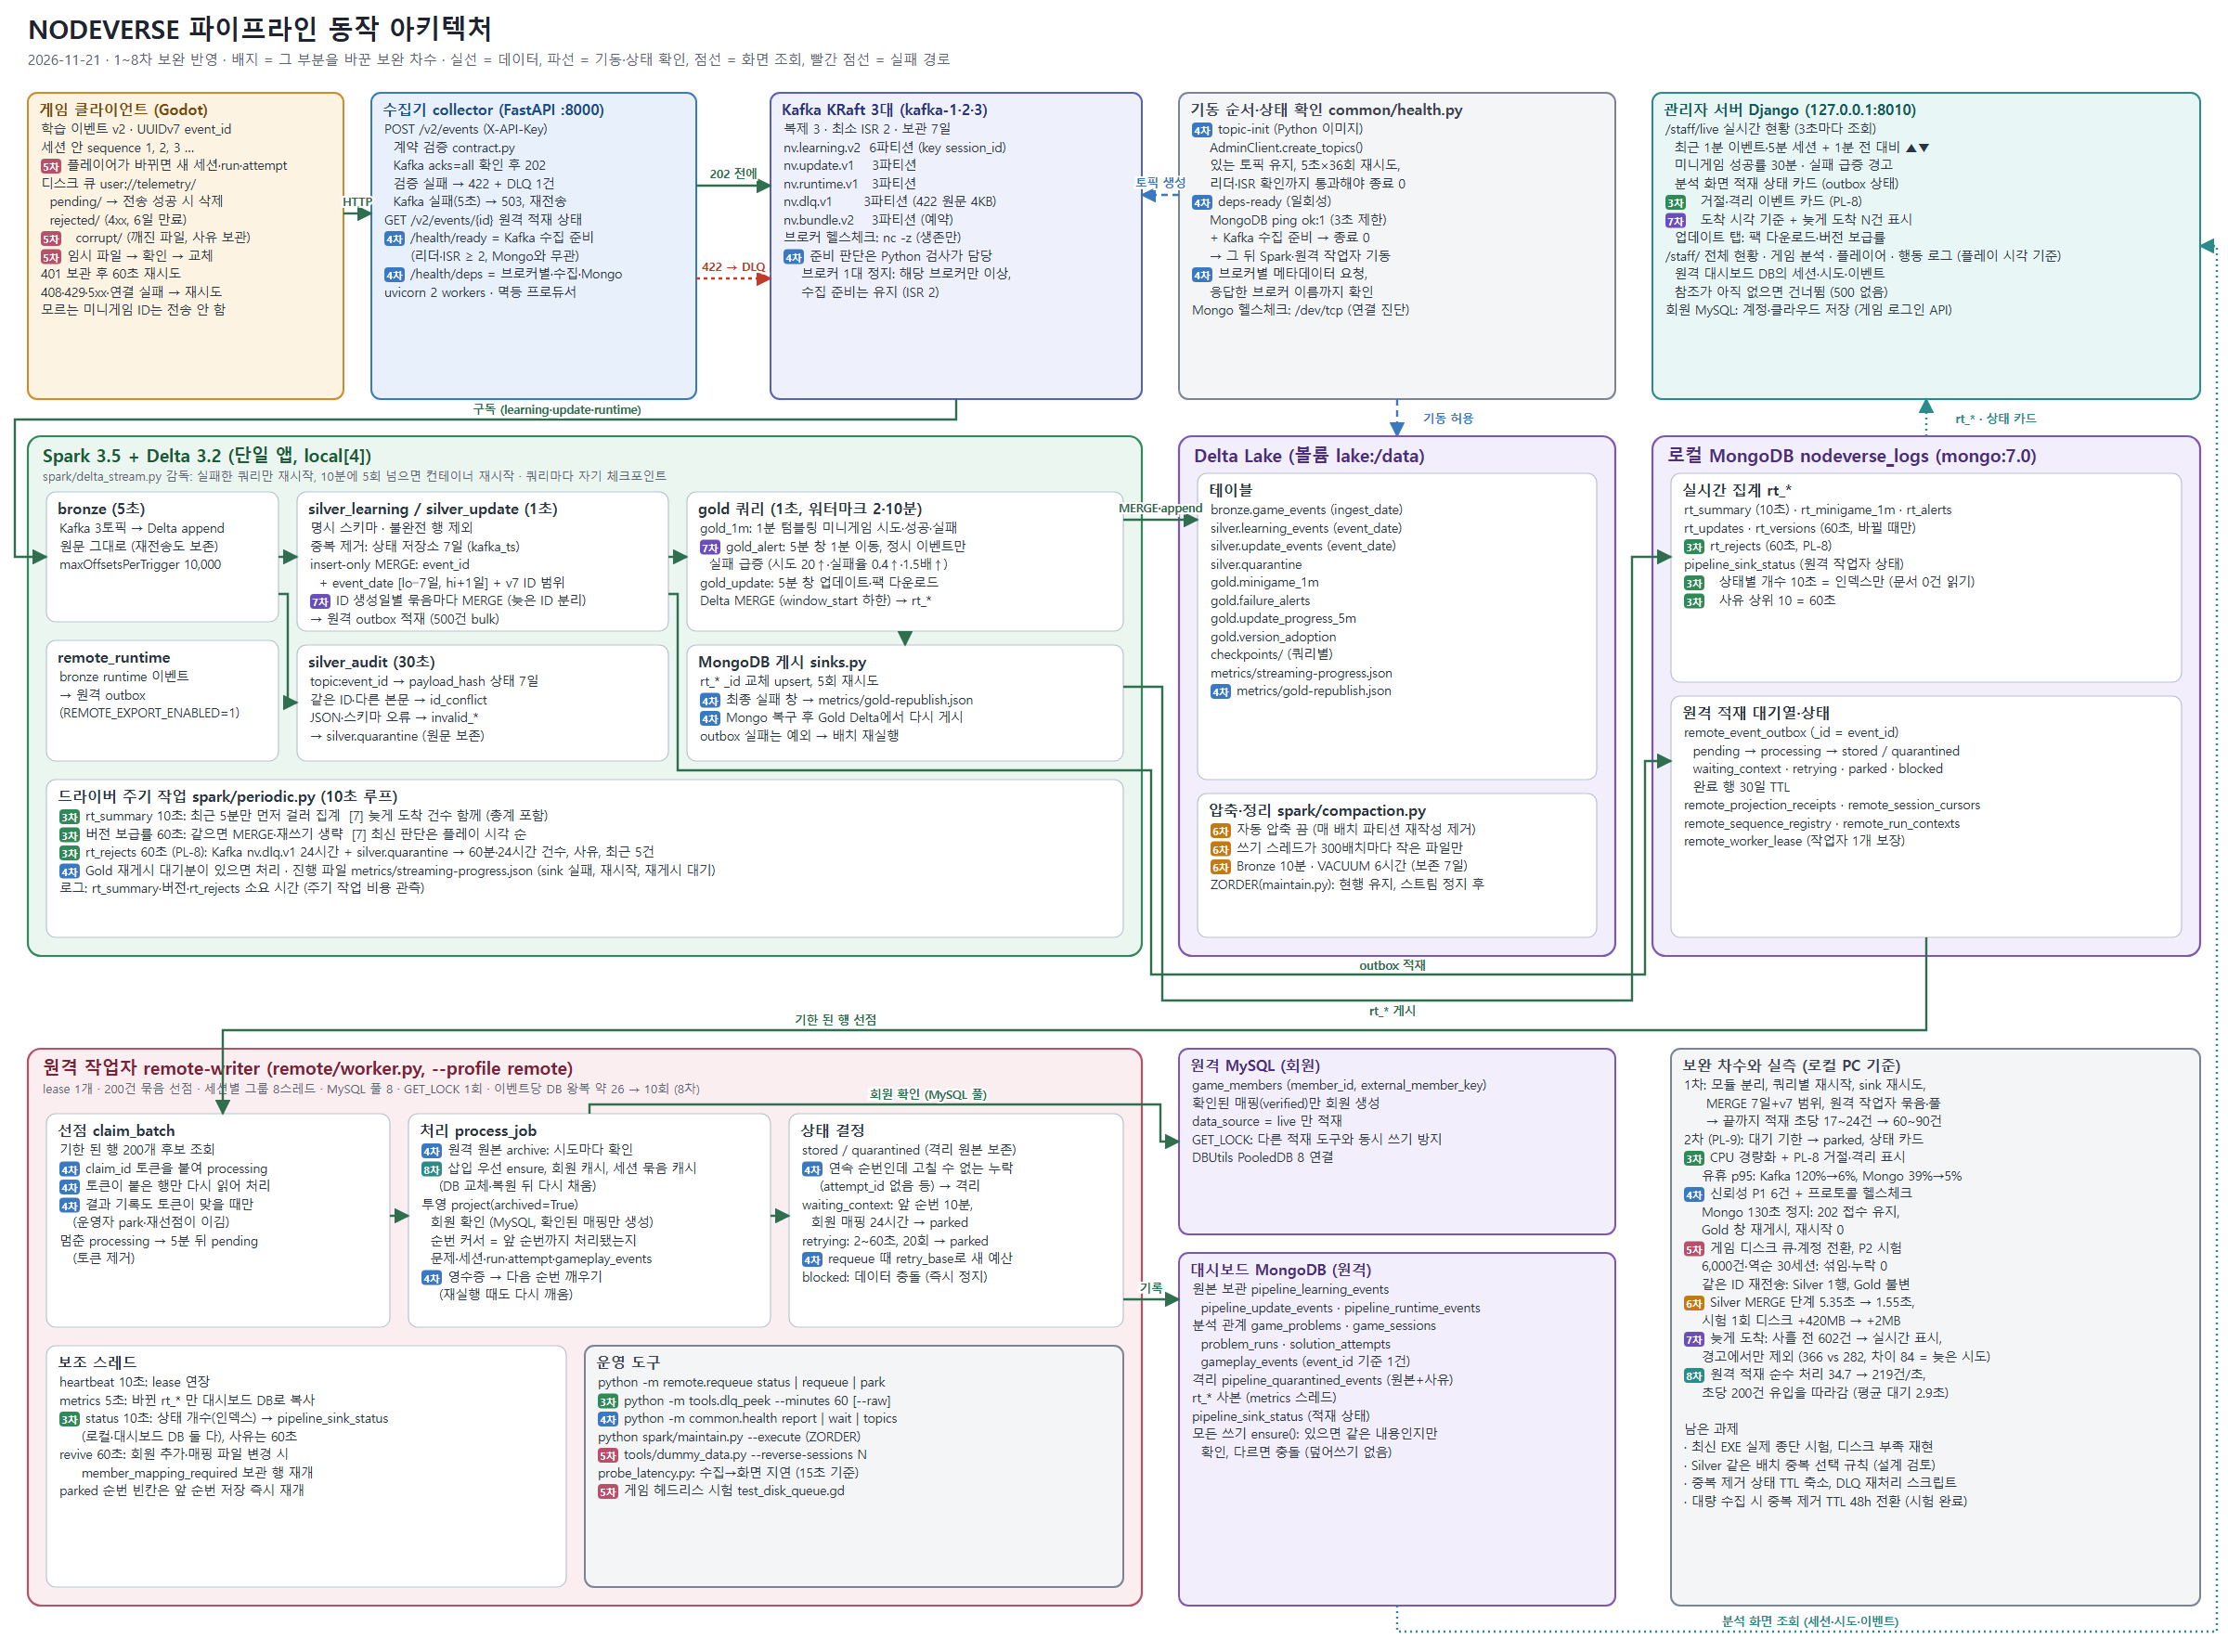 NODEVERSE 파이프라인 동작 아키텍처
2026-11-21 · 1~8차 보완 반영 · 배지 = 그 부분을 바꾼 보완 차수 · 실선 = 데이터, 파선 = 기동·상태 확인, 점선 = 화면 조회, 빨간 점선 = 실패 경로
게임 클라이언트 (Godot)
학습 이벤트 v2 · UUIDv7 event_id
세션 안 sequence 1, 2, 3 ...
5차 플레이어가 바뀌면 새 세션·run·attempt
디스크 큐 user://telemetry/
pending/ → 전송 성공 시 삭제
rejected/ (4xx, 6일 만료)
5차 corrupt/ (깨진 파일, 사유 보관)
5차 임시 파일 → 확인 → 교체
401 보관 후 60초 재시도
408·429·5xx·연결 실패 → 재시도
모르는 미니게임 ID는 전송 안 함
HTTP
수집기 collector (FastAPI :8000)
POST /v2/events (X-API-Key)
계약 검증 contract.py
Kafka acks=all 확인 후 202
검증 실패 → 422 + DLQ 1건
Kafka 실패(5초) → 503, 재전송
GET /v2/events/{id} 원격 적재 상태
4차 /health/ready = Kafka 수집 준비
(리더·ISR ≥ 2, Mongo와 무관)
4차 /health/deps = 브로커별·수집·Mongo
uvicorn 2 workers · 멱등 프로듀서
202 전에
422 → DLQ
Kafka KRaft 3대 (kafka-1·2·3)
복제 3 · 최소 ISR 2 · 보관 7일
nv.learning.v2 6파티션 (key session_id)
nv.update.v1 3파티션
nv.runtime.v1 3파티션
nv.dlq.v1 3파티션 (422 원문 4KB)
nv.bundle.v2 3파티션 (예약)
브로커 헬스체크: nc -z (생존만)
4차 준비 판단은 Python 검사가 담당
브로커 1대 정지: 해당 브로커만 이상,
수집 준비는 유지 (ISR 2)
토픽 생성
기동 순서·상태 확인 common/health.py
4차 topic-init (Python 이미지)
AdminClient.create_topics()
있는 토픽 유지, 5초×36회 재시도,
리더·ISR 확인까지 통과해야 종료 0
4차 deps-ready (일회성)
MongoDB ping ok:1 (3초 제한)
+ Kafka 수집 준비 → 종료 0
→ 그 뒤 Spark·원격 작업자 기동
4차 브로커별 메타데이터 요청,
응답한 브로커 이름까지 확인
Mongo 헬스체크: /dev/tcp (연결 진단)
관리자 서버 Django (127.0.0.1:8010)
/staff/live 실시간 현황 (3초마다 조회)
최근 1분 이벤트·5분 세션 + 1분 전 대비 ▲▼
미니게임 성공률 30분 · 실패 급증 경고
분석 화면 적재 상태 카드 (outbox 상태)
3차 거절·격리 이벤트 카드 (PL-8)
7차 도착 시각 기준 + 늦게 도착 N건 표시
업데이트 탭: 팩 다운로드·버전 보급률
/staff/ 전체 현황 · 게임 분석 · 플레이어 · 행동 로그 (플레이 시각 기준)
원격 대시보드 DB의 세션·시도·이벤트
참조가 아직 없으면 건너뜀 (500 없음)
회원 MySQL: 계정·클라우드 저장 (게임 로그인 API)
구독 (learning·update·runtime)
기동 허용
rt_* · 상태 카드
Spark 3.5 + Delta 3.2 (단일 앱, local[4])
spark/delta_stream.py 감독: 실패한 쿼리만 재시작, 10분에 5회 넘으면 컨테이너 재시작 · 쿼리마다 자기 체크포인트
bronze (5초)
Kafka 3토픽 → Delta append
원문 그대로 (재전송도 보존)
maxOffsetsPerTrigger 10,000
silver_learning / silver_update (1초)
명시 스키마 · 불완전 행 제외
중복 제거: 상태 저장소 7일 (kafka_ts)
insert-only MERGE: event_id
+ event_date [lo−7일, hi+1일] + v7 ID 범위
7차 ID 생성일별 묶음마다 MERGE (늦은 ID 분리)
→ 원격 outbox 적재 (500건 bulk)
gold 쿼리 (1초, 워터마크 2·10분)
gold_1m: 1분 텀블링 미니게임 시도·성공·실패
7차 gold_alert: 5분 창 1분 이동, 정시 이벤트만
실패 급증 (시도 20↑·실패율 0.4↑·1.5배↑)
gold_update: 5분 창 업데이트·팩 다운로드
Delta MERGE (window_start 하한) → rt_*
MERGE·append
remote_runtime
bronze runtime 이벤트
→ 원격 outbox
(REMOTE_EXPORT_ENABLED=1)
silver_audit (30초)
topic:event_id → payload_hash 상태 7일
같은 ID·다른 본문 → id_conflict
JSON·스키마 오류 → invalid_*
→ silver.quarantine (원문 보존)
MongoDB 게시 sinks.py
rt_* _id 교체 upsert, 5회 재시도
4차 최종 실패 창 → metrics/gold-republish.json
4차 Mongo 복구 후 Gold Delta에서 다시 게시
outbox 실패는 예외 → 배치 재실행
드라이버 주기 작업 spark/periodic.py (10초 루프)
3차 rt_summary 10초: 최근 5분만 먼저 걸러 집계 [7] 늦게 도착 건수 함께 (총계 포함)
3차 버전 보급률 60초: 같으면 MERGE·재쓰기 생략 [7] 최신 판단은 플레이 시각 순
3차 rt_rejects 60초 (PL-8): Kafka nv.dlq.v1 24시간 + silver.quarantine → 60분·24시간 건수, 사유, 최근 5건
4차 Gold 재게시 대기분이 있으면 처리 · 진행 파일 metrics/streaming-progress.json (sink 실패, 재시작, 재게시 대기)
로그: rt_summary·버전·rt_rejects 소요 시간 (주기 작업 비용 관측)
Delta Lake (볼륨 lake:/data)
테이블
bronze.game_events (ingest_date)
silver.learning_events (event_date)
silver.update_events (event_date)
silver.quarantine
gold.minigame_1m
gold.failure_alerts
gold.update_progress_5m
gold.version_adoption
checkpoints/ (쿼리별)
metrics/streaming-progress.json
4차 metrics/gold-republish.json
압축·정리 spark/compaction.py
6차 자동 압축 끔 (매 배치 파티션 재작성 제거)
6차 쓰기 스레드가 300배치마다 작은 파일만
6차 Bronze 10분 · VACUUM 6시간 (보존 7일)
ZORDER(maintain.py): 현행 유지, 스트림 정지 후
로컬 MongoDB nodeverse_logs (mongo:7.0)
실시간 집계 rt_*
rt_summary (10초) · rt_minigame_1m · rt_alerts
rt_updates · rt_versions (60초, 바뀔 때만)
3차 rt_rejects (60초, PL-8)
pipeline_sink_status (원격 작업자 상태)
3차 상태별 개수 10초 = 인덱스만 (문서 0건 읽기)
3차 사유 상위 10 = 60초
원격 적재 대기열·상태
remote_event_outbox (_id = event_id)
pending → processing → stored / quarantined
waiting_context · retrying · parked · blocked
완료 행 30일 TTL
remote_projection_receipts · remote_session_cursors
remote_sequence_registry · remote_run_contexts
remote_worker_lease (작업자 1개 보장)
outbox 적재
rt_* 게시
기한 된 행 선점
원격 작업자 remote-writer (remote/worker.py, --profile remote)
lease 1개 · 200건 묶음 선점 · 세션별 그룹 8스레드 · MySQL 풀 8 · GET_LOCK 1회 · 이벤트당 DB 왕복 약 26 → 10회 (8차)
회원 확인 (MySQL 풀)
선점 claim_batch
기한 된 행 200개 후보 조회
4차 claim_id 토큰을 붙여 processing
4차 토큰이 붙은 행만 다시 읽어 처리
4차 결과 기록도 토큰이 맞을 때만
(운영자 park·재선점이 이김)
멈춘 processing → 5분 뒤 pending
(토큰 제거)
처리 process_job
4차 원격 원본 archive: 시도마다 확인
8차 삽입 우선 ensure, 회원 캐시, 세션 묶음 캐시
(DB 교체·복원 뒤 다시 채움)
투영 project(archived=True)
회원 확인 (MySQL, 확인된 매핑만 생성)
순번 커서 = 앞 순번까지 처리됐는지
문제·세션·run·attempt·gameplay_events
4차 영수증 → 다음 순번 깨우기
(재실행 때도 다시 깨움)
상태 결정
stored / quarantined (격리 원본 보존)
4차 연속 순번인데 고칠 수 없는 누락
(attempt_id 없음 등) → 격리
waiting_context: 앞 순번 10분,
회원 매핑 24시간 → parked
retrying: 2~60초, 20회 → parked
4차 requeue 때 retry_base로 새 예산
blocked: 데이터 충돌 (즉시 정지)
기록
보조 스레드
heartbeat 10초: lease 연장
metrics 5초: 바뀐 rt_* 만 대시보드 DB로 복사
3차 status 10초: 상태 개수(인덱스) → pipeline_sink_status
(로컬·대시보드 DB 둘 다), 사유는 60초
revive 60초: 회원 추가·매핑 파일 변경 시
member_mapping_required 보관 행 재개
parked 순번 빈칸은 앞 순번 저장 즉시 재개
운영 도구
python -m remote.requeue status | requeue | park
3차 python -m tools.dlq_peek --minutes 60 [--raw]
4차 python -m common.health report | wait | topics
python spark/maintain.py --execute (ZORDER)
5차 tools/dummy_data.py --reverse-sessions N
probe_latency.py: 수집→화면 지연 (15초 기준)
5차 게임 헤드리스 시험 test_disk_queue.gd
원격 MySQL (회원)
game_members (member_id, external_member_key)
확인된 매핑(verified)만 회원 생성
data_source = live 만 적재
GET_LOCK: 다른 적재 도구와 동시 쓰기 방지
DBUtils PooledDB 8 연결
대시보드 MongoDB (원격)
원본 보관 pipeline_learning_events
pipeline_update_events · pipeline_runtime_events
분석 관계 game_problems · game_sessions
problem_runs · solution_attempts
gameplay_events (event_id 기준 1건)
격리 pipeline_quarantined_events (원본+사유)
rt_* 사본 (metrics 스레드)
pipeline_sink_status (적재 상태)
모든 쓰기 ensure(): 있으면 같은 내용인지만
확인, 다르면 충돌 (덮어쓰기 없음)
보완 차수와 실측 (로컬 PC 기준)
1차: 모듈 분리, 쿼리별 재시작, sink 재시도,
MERGE 7일+v7 범위, 원격 작업자 묶음·풀
→ 끝까지 적재 초당 17~24건 → 60~90건
2차 (PL-9): 대기 기한 → parked, 상태 카드
3차 CPU 경량화 + PL-8 거절·격리 표시
유휴 p95: Kafka 120%→6%, Mongo 39%→5%
4차 신뢰성 P1 6건 + 프로토콜 헬스체크
Mongo 130초 정지: 202 접수 유지,
Gold 창 재게시, 재시작 0
5차 게임 디스크 큐·계정 전환, P2 시험
6,000건·역순 30세션: 섞임·누락 0
같은 ID 재전송: Silver 1행, Gold 불변
6차 Silver MERGE 단계 5.35초 → 1.55초,
시험 1회 디스크 +420MB → +2MB
7차 늦게 도착: 사흘 전 602건 → 실시간 표시,
경고에서만 제외 (366 vs 282, 차이 84 = 늦은 시도)
8차 원격 적재 순수 처리 34.7 → 219건/초,
초당 200건 유입을 따라감 (평균 대기 2.9초)
남은 과제
· 최신 EXE 실제 종단 시험, 디스크 부족 재현
· Silver 같은 배치 중복 선택 규칙 (설계 검토)
· 중복 제거 상태 TTL 축소, DLQ 재처리 스크립트
· 대량 수집 시 중복 제거 TTL 48h 전환 (시험 완료)
분석 화면 조회 (세션·시도·이벤트)